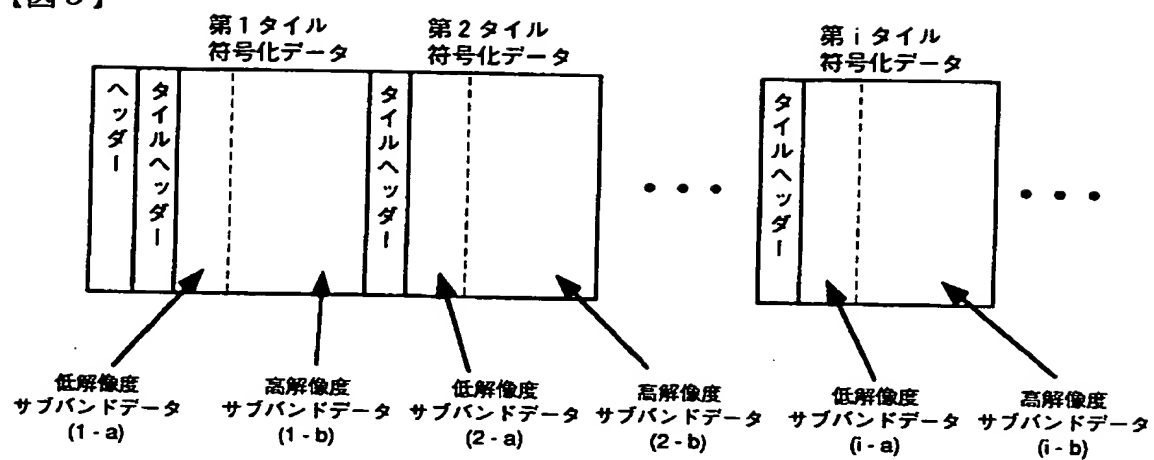 第1タイル
符号化データ
第2タイル
符号化データ
第iタイル
符号化データ
ヘッダー
タイルヘッダー
タイルヘッダー
タイルヘッダー
低解像度
サブバンドデータ
(1 - a)
高解像度
サブバンドデータ
(1 - b)
低解像度
サブバンドデータ
(2 - a)
高解像度
サブバンドデータ
(2 - b)
低解像度
サブバンドデータ
(i - a)
高解像度
サブバンドデータ
(i - b)